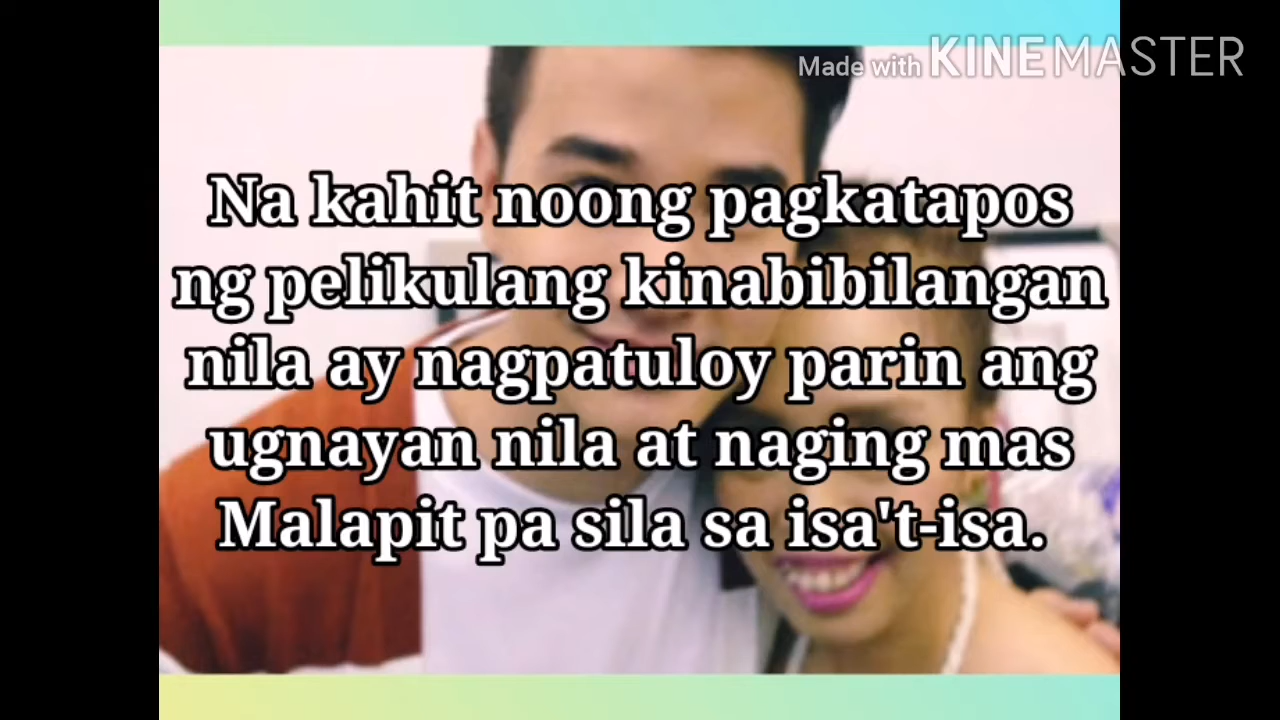 Made with KINEMASTER
Na kahit noong pagkatapos
ng pelikulang kinabibilangan
nila ay nagpatuloy parin ang
ugnayan nila at naging mas
Malapit pa sila sa isa't-isa.